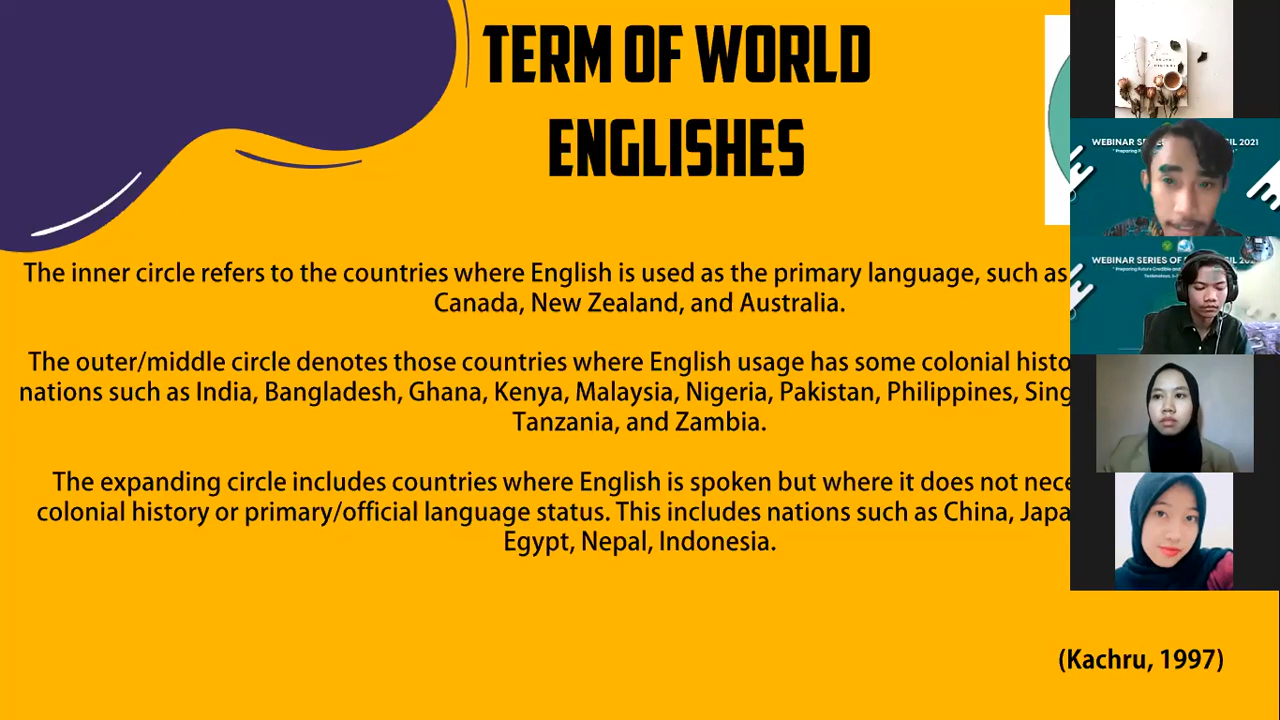 TERM OF WORLD
ENGLISHES
The inner circle refers to the countries where English is used as the primary language, such as
Canada, New Zealand, and Australia.
The outer/middle circle denotes those countries where English usage has some colonial histo
nations such as India, Bangladesh, Ghana, Kenya, Malaysia, Nigeria, Pakistan, Philippines, Sing
Tanzania, and Zambia.
The expanding circle includes countries where English is spoken but where it does not nece
colonial history or primary/official language status. This includes nations such as China, Japa
Egypt, Nepal, Indonesia.
(Kachru, 1997)
WEBINAR SERIES IL 2021
WEBINAR SERIES OF